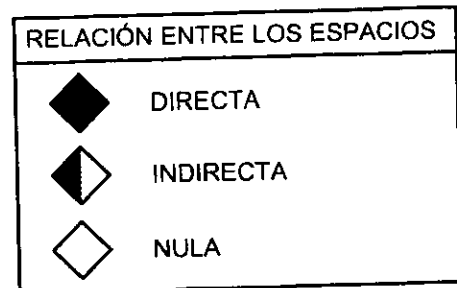 RELACIÓN ENTRE LOS ESPACIOS
DIRECTA
INDIRECTA
NULA